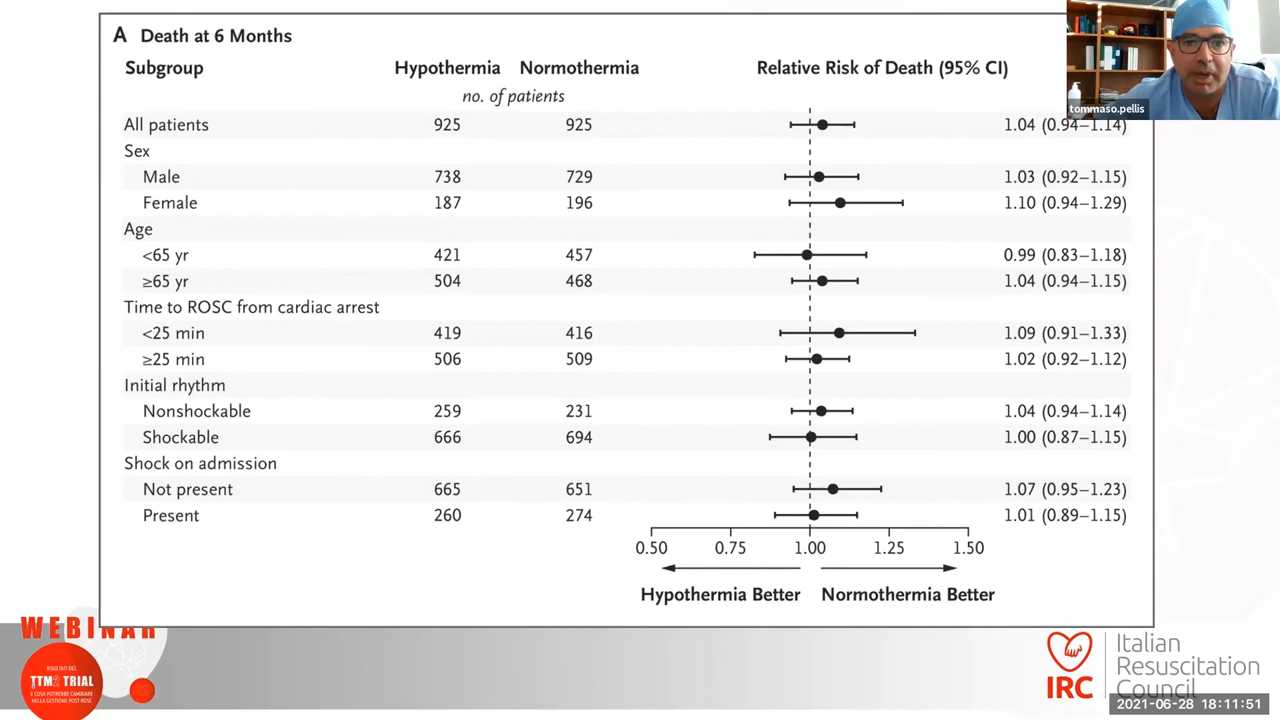 A Death at 6 Months
Subgroup Hypothermia Normothermia Relative Risk of Death (95% CI)
no. of patients
tommaso.pellis
All patients 925 925 1.04 (0.94–1.14)
Sex
Male 738 729 1.03 (0.92–1.15)
Female 187 196 1.10 (0.94–1.29)
Age
<65 yr 421 457 0.99 (0.83–1.18)
≥65 yr 504 468 1.04 (0.94–1.15)
Time to ROSC from cardiac arrest
<25 min 419 416 1.09 (0.91–1.33)
≥25 min 506 509 1.02 (0.92–1.12)
Initial rhythm
Nonshockable 259 231 1.04 (0.94–1.14)
Shockable 666 694 1.00 (0.87–1.15)
Shock on admission
Not present 665 651 1.07 (0.95–1.23)
Present 260 274 1.01 (0.89–1.15)
0.50 0.75 1.00 1.25 1.50
Hypothermia Better Normothermia Better
WEBINAR
RISULTATI DEL
TTM2 TRIAL
E COSA POTREBBE CAMBIARE
NELLA GESTIONE POST-ROSC
IRC
Italian
Resuscitation
Council
2021-06-28 18:11:51